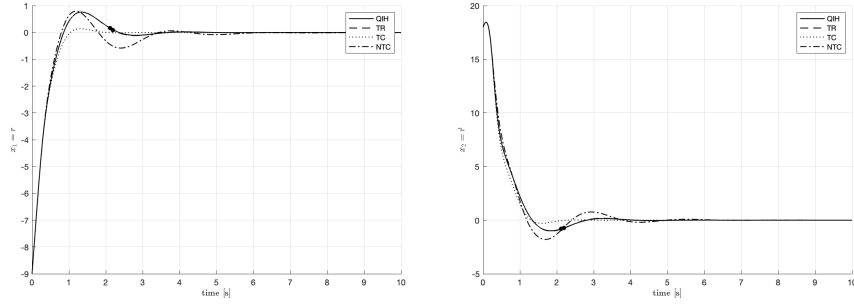 1
0
-1
-2
-3
-4
-5
-6
-7
-8
-9
x₁ = r
0 1 2 3 4 5 6 7 8 9 10
time [s]
QIH
TR
TC
NTC
20
15
10
5
0
-5
x₂ = r̂
0 1 2 3 4 5 6 7 8 9 10
time [s]
QIH
TR
TC
NTC